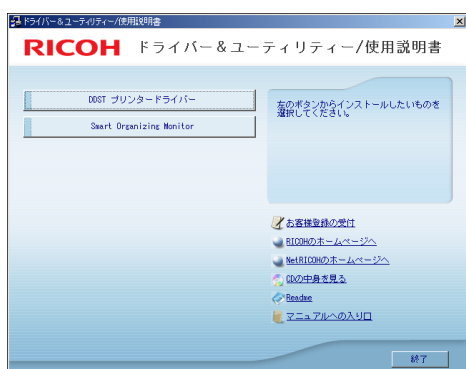 ドライバー＆ユーティリティー/使用説明書
RICOH ドライバー＆ユーティリティー/使用説明書
DDST プリンタードライバー
Smart Organizing Monitor
左のボタンからインストールしたいものを
選択してください。
お客様登録の受付
RICOHのホームページへ
NetRICOHのホームページへ
CDの中身を見る
Readme
マニュアルへの入り口
終了